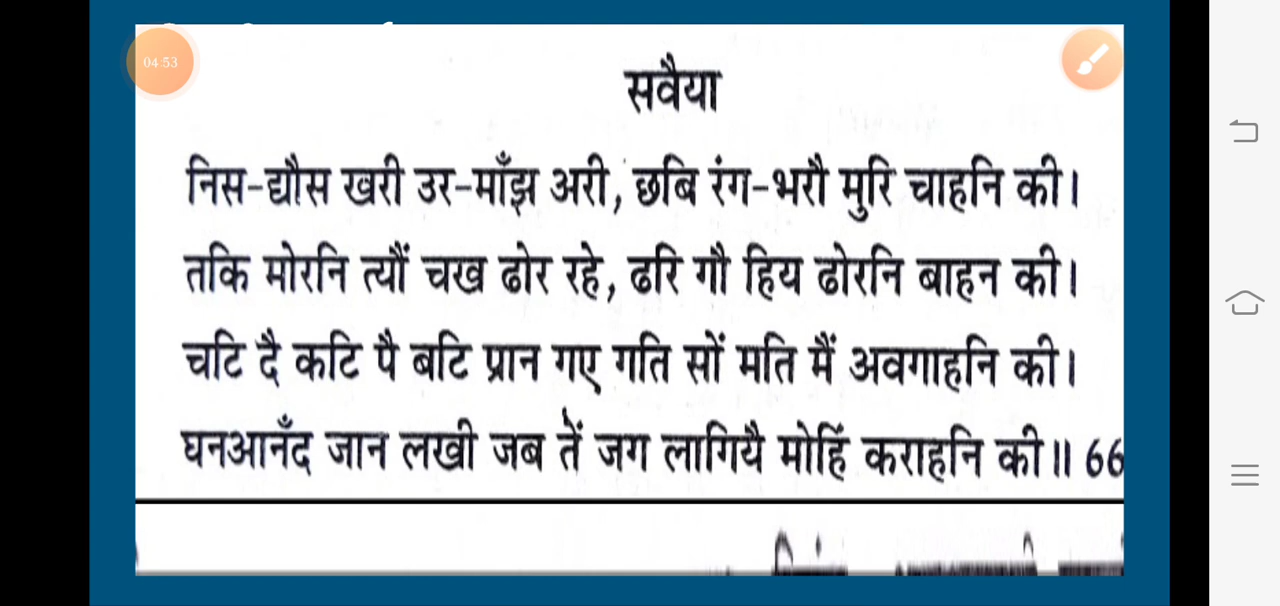 04:53
सवैया
निस-द्यौस खरी उर-माँझ अरी, छबि रंग-भरौ मुरि चाहनि की।
तकि मोरनि त्यौं चख ढोर रहे, ढरि गौ हिय ढोरनि बाहन की।
चटि दै कटि पै बटि प्रान गए गति सों मति मैं अवगाहनि की।
घनआनँद जान लखी जब तें जग लागियै मोहिं कराहनि की॥ 66